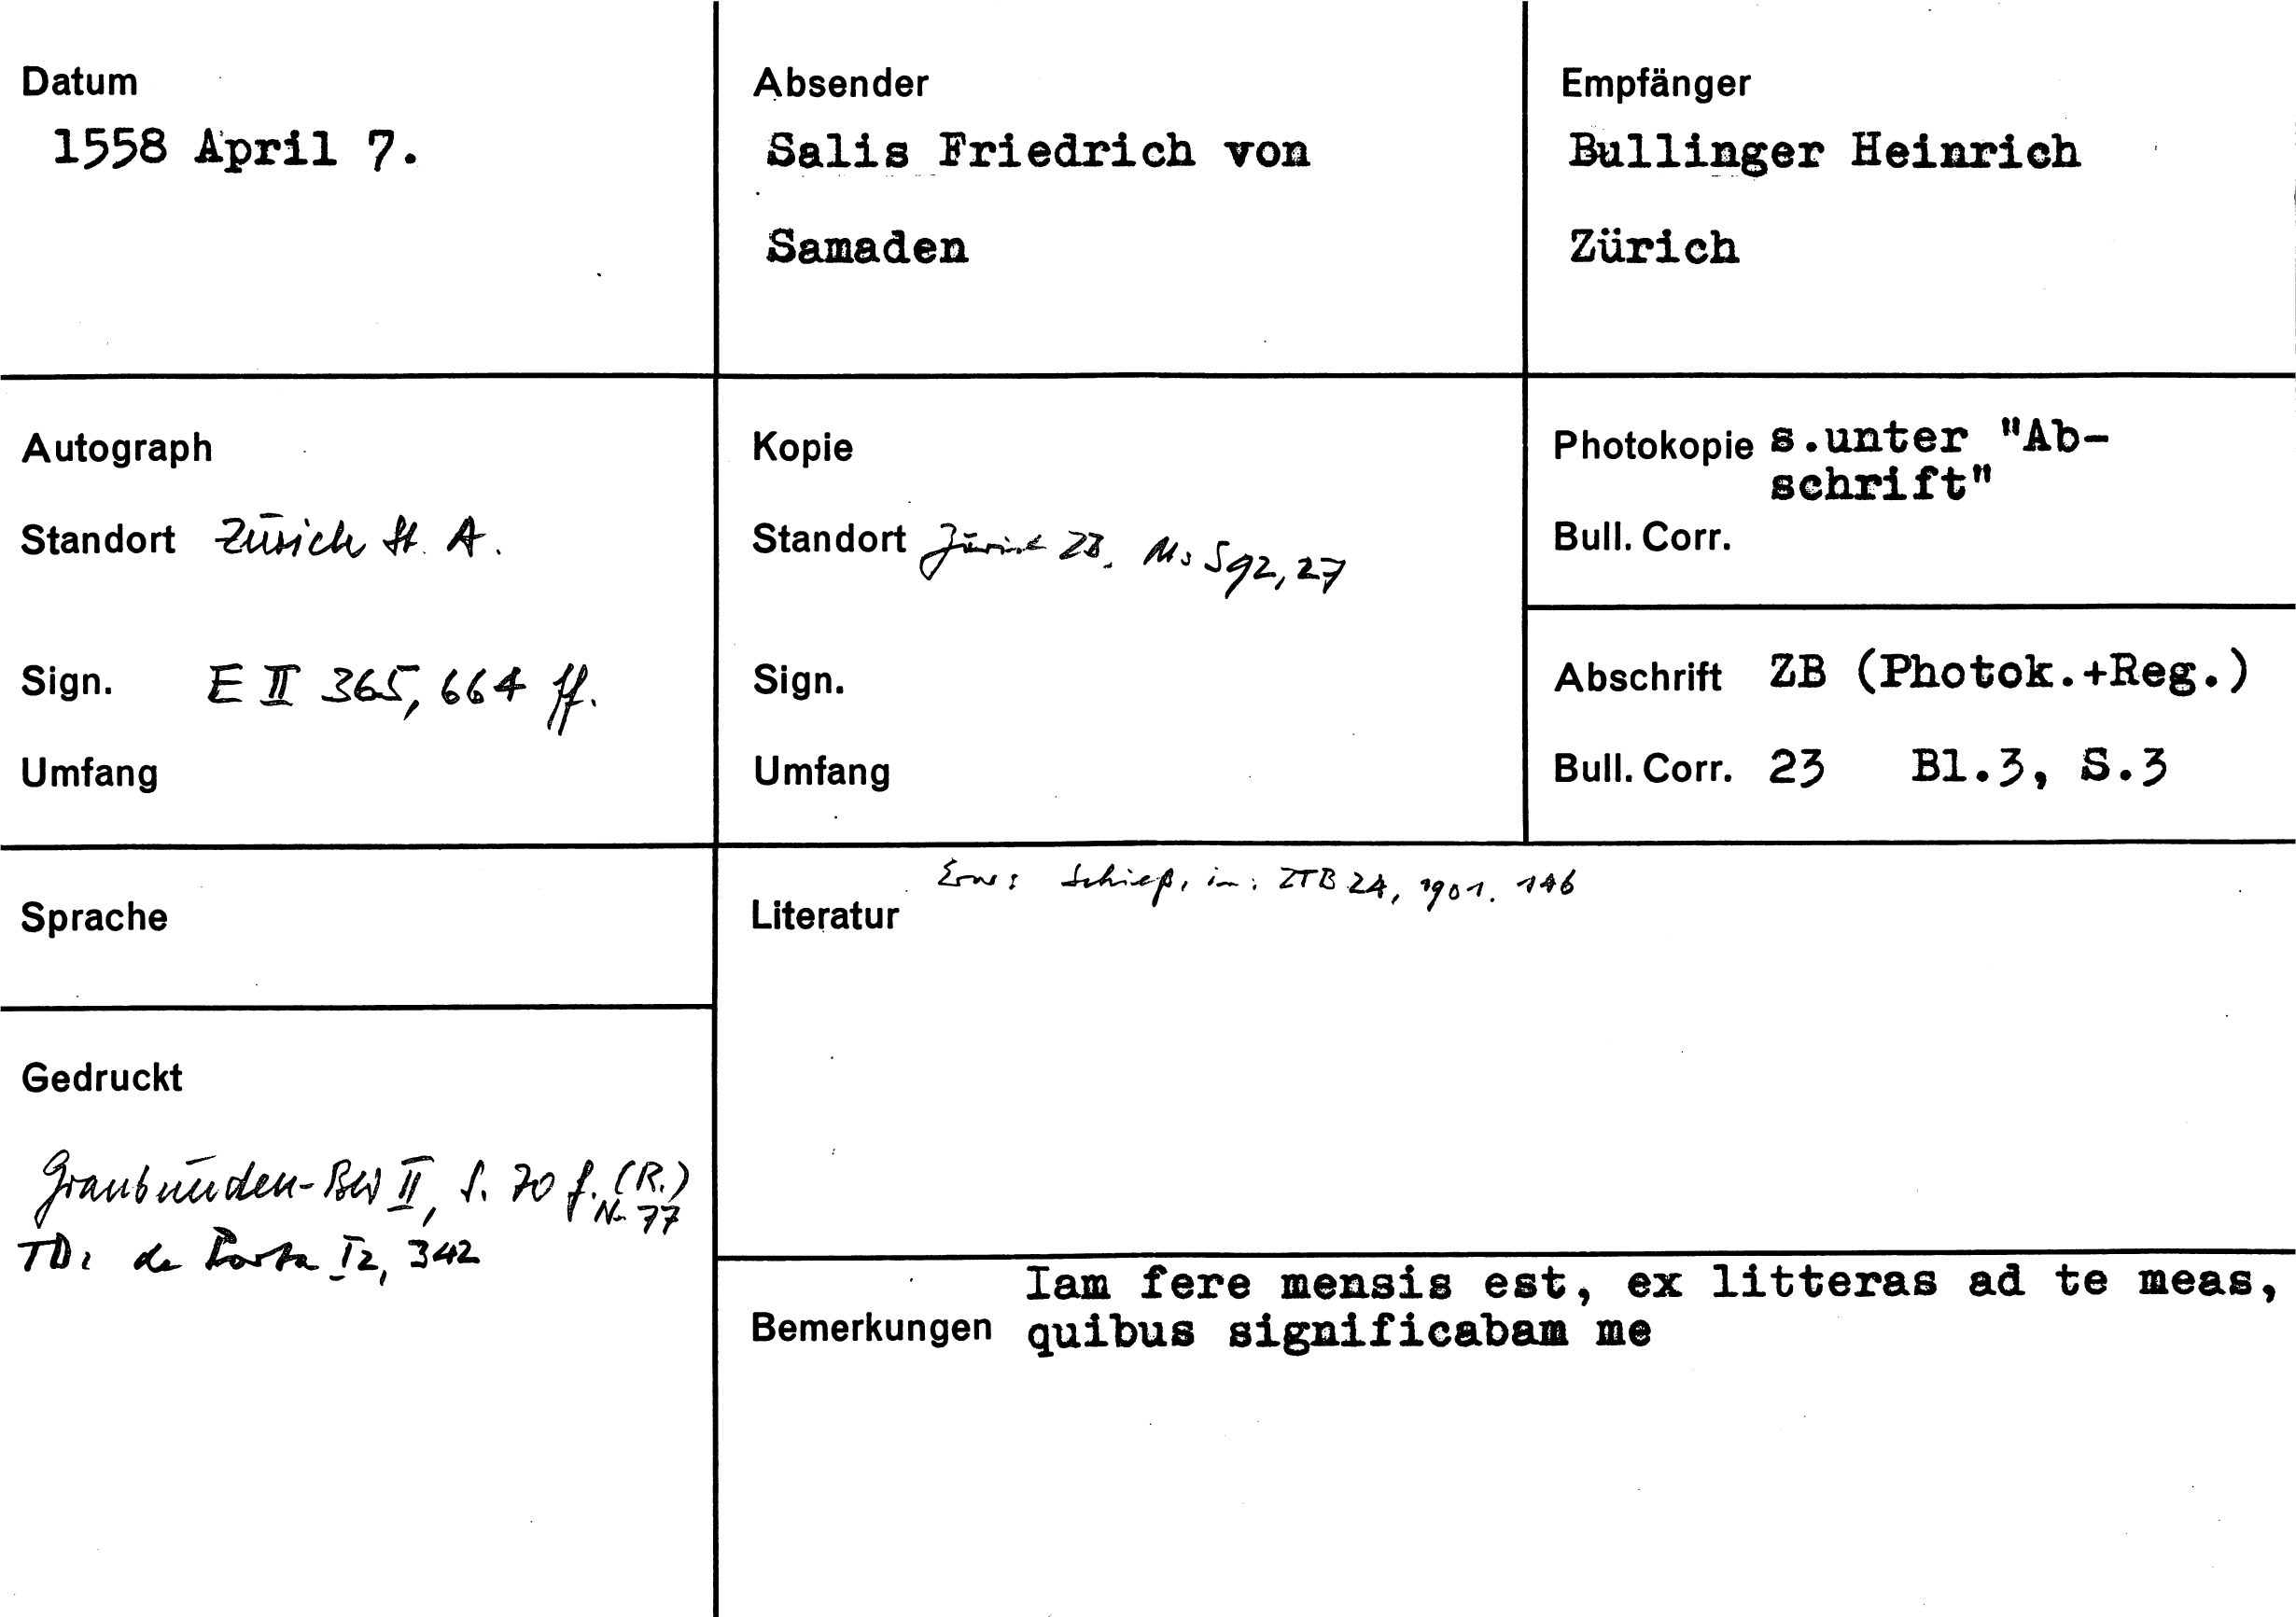 Datum
1558 April 7.
Absender
Salis Friedrich von
Samaden
Empfänger
Bullinger Heinrich
Zürich
Autograph
Standort Zürich St. A.
Sign. E II 365, 664 ff.
Umfang
Kopie
Standort Zürich ZB. Ms S 92, 27
Sign.
Umfang
Photokopie s.unter "Ab-
schrift"
Bull. Corr.
Abschrift ZB (Photok.+Reg.)
Bull. Corr. 23 Bl.3, S.3
Sprache
Gedruckt
Graubünden-BW II, S. 70 f. (R.)
Nr. 77
TD: de Porta I2, 342
Erw: Schieß, in: ZTB 24, 1901. 146
Literatur
Iam fere mensis est, ex litteras ad te meas,
Bemerkungen quibus significabam me